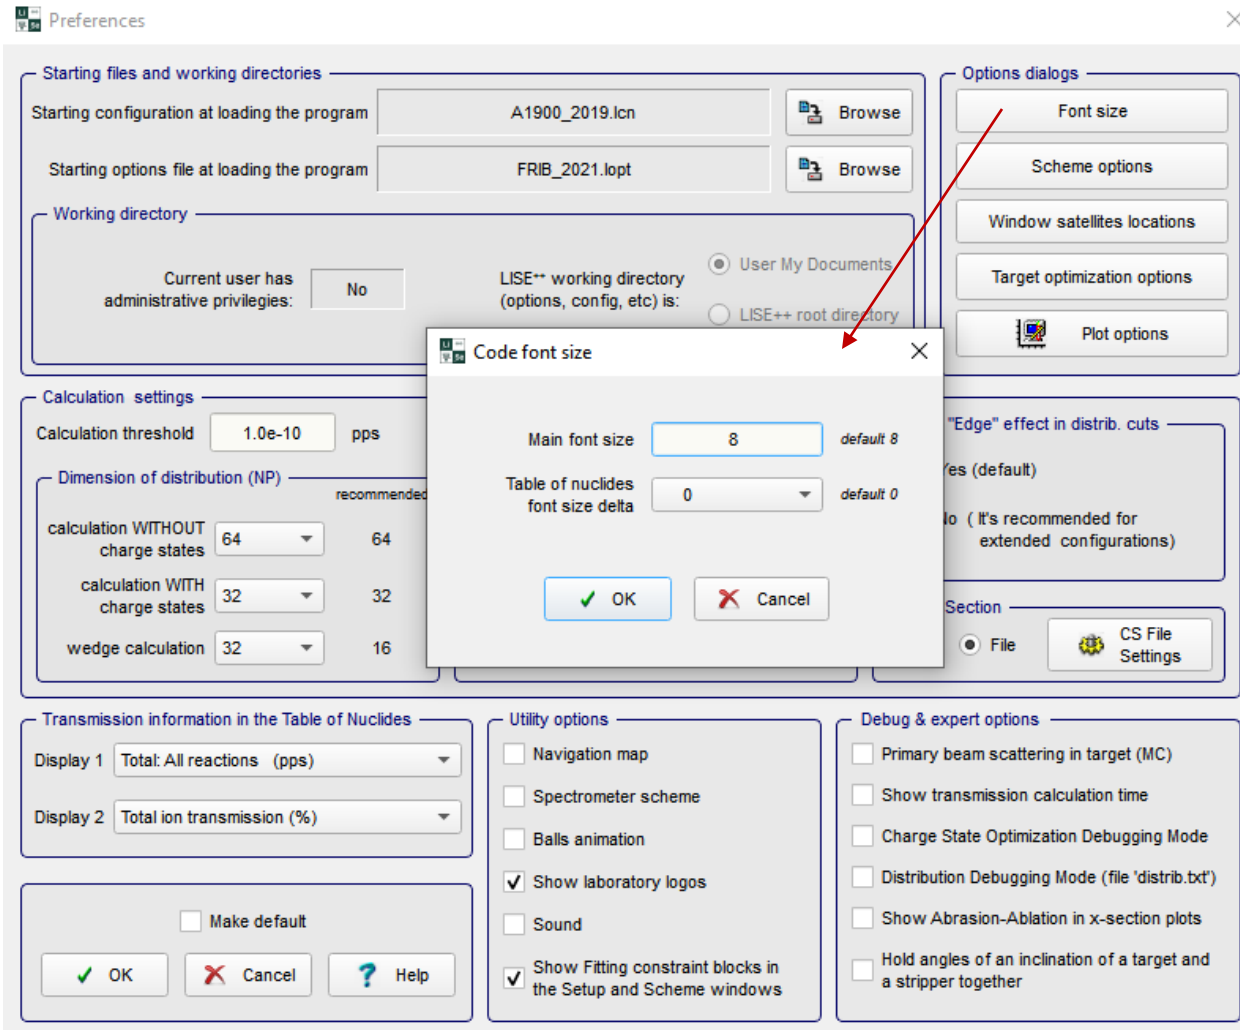 Preferences
Starting files and working directories
Starting configuration at loading the program
A1900_2019.lcn
Browse
Starting options file at loading the program
FRIB_2021.lopt
Browse
Working directory
Current user has
administrative privilegies:
No
LISE++ working directory
(options, config, etc) is:
User My Documents
LISE++ root directory
Options dialogs
Font size
Scheme options
Window satellites locations
Target optimization options
Plot options
Code font size
Main font size
8
default 8
Table of nuclides
font size delta
0
default 0
OK
Cancel
Calculation settings
Calculation threshold
1.0e-10
pps
Dimension of distribution (NP)
recommended
calculation WITHOUT
charge states
64
64
calculation WITH
charge states
32
32
wedge calculation
32
16
"Edge" effect in distrib. cuts
Yes (default)
No ( It's recommended for
extended configurations)
Section
File
CS File
Settings
Transmission information in the Table of Nuclides
Display 1
Total: All reactions (pps)
Display 2
Total ion transmission (%)
Make default
OK
Cancel
Help
Utility options
Navigation map
Spectrometer scheme
Balls animation
Show laboratory logos
Sound
Show Fitting constraint blocks in
the Setup and Scheme windows
Debug & expert options
Primary beam scattering in target (MC)
Show transmission calculation time
Charge State Optimization Debugging Mode
Distribution Debugging Mode (file 'distrib.txt')
Show Abrasion-Ablation in x-section plots
Hold angles of an inclination of a target and
a stripper together